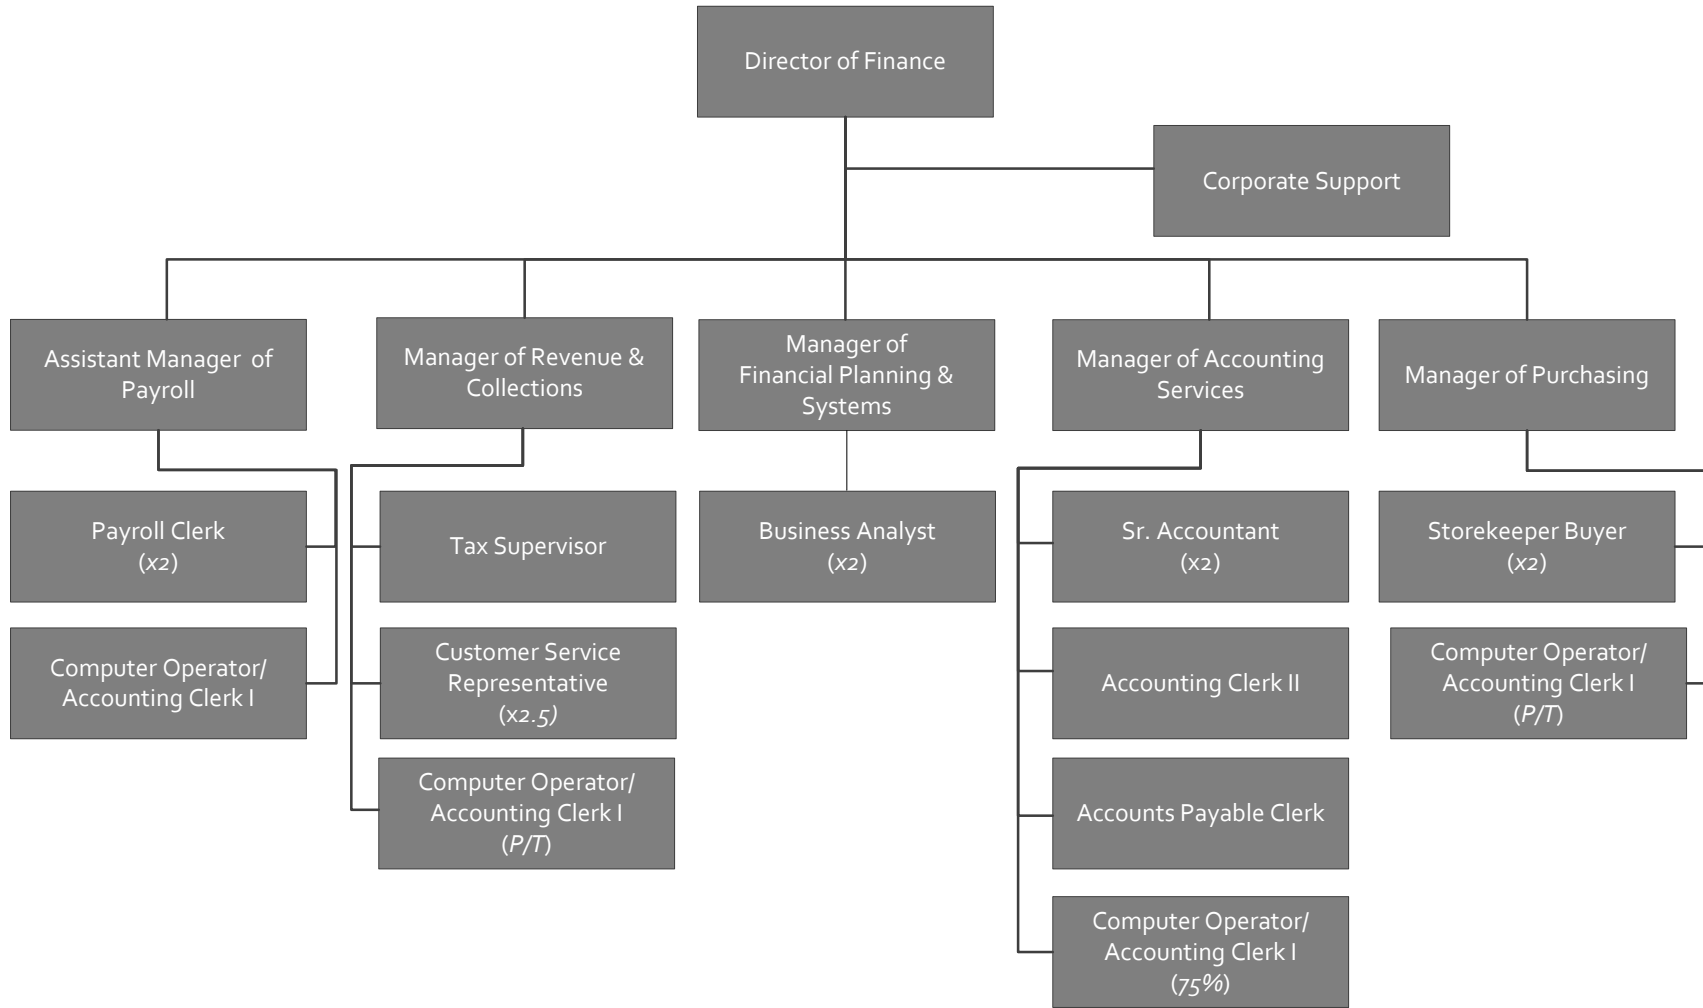 Director of Finance
Corporate Support
Assistant Manager of
Payroll
Manager of Revenue &
Collections
Manager of
Financial Planning &
Systems
Manager of Accounting
Services
Manager of Purchasing
Payroll Clerk
(x2)
Tax Supervisor
Business Analyst
(x2)
Sr. Accountant
(x2)
Storekeeper Buyer
(x2)
Computer Operator/
Accounting Clerk I
Customer Service
Representative
(x2.5)
Accounting Clerk II
Computer Operator/
Accounting Clerk I
(P/T)
Computer Operator/
Accounting Clerk I
(P/T)
Accounts Payable Clerk
Computer Operator/
Accounting Clerk I
(75%)